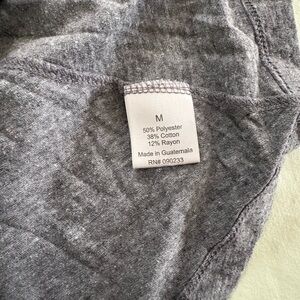 M
50% Polyester
38% Cotton
12% Rayon
Made in Guatemala
RN# 090233